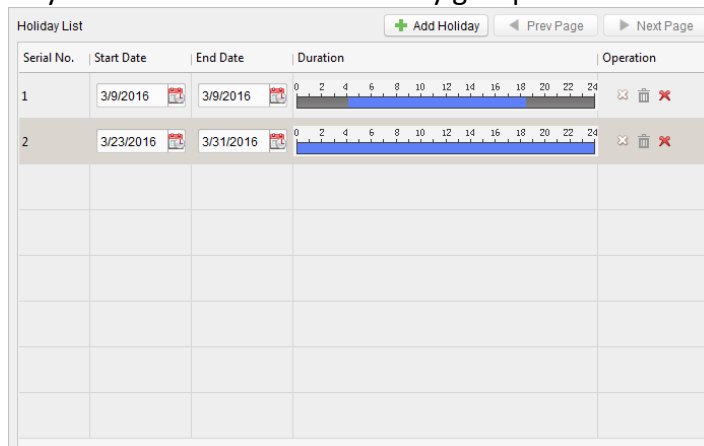 Holiday List Add Holiday Prev Page Next Page
Serial No. Start Date End Date Duration Operation
0 2 4 6 8 10 12 14 16 18 20 22 24
1 3/9/2016 3/9/2016
0 2 4 6 8 10 12 14 16 18 20 22 24
2 3/23/2016 3/31/2016